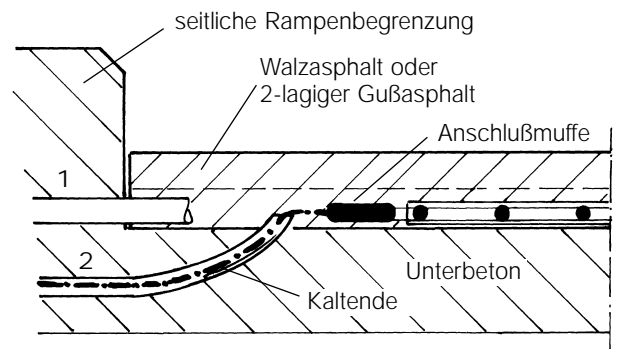 seitliche Rampenbegrenzung
Walzasphalt oder
2-lagiger Gußasphalt
Anschlußmuffe
1
2
Unterbeton
Kaltende